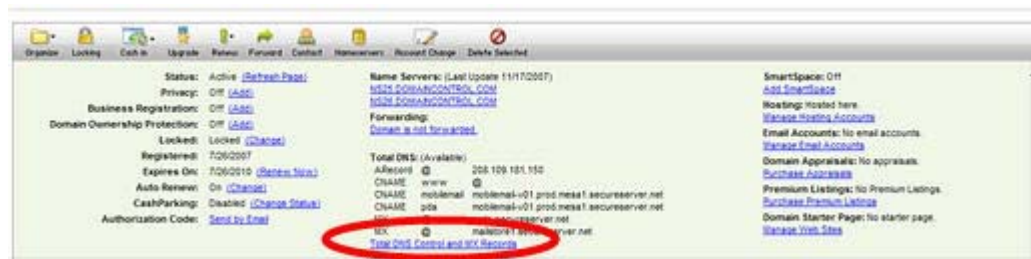 Organize Locking Cash In Upgrade Renew Forward Contact Nameservers Account Change Delete Selected
Status: Active (Refresh Page)
Privacy: Off (Add)
Business Registration: Off (Add)
Domain Ownership Protection: Off (Add)
Locked: Locked (Change)
Registered: 7/26/2007
Expires On: 7/26/2010 (Renew Now)
Auto Renew: On (Change)
CashParking: Disabled (Change Status)
Authorization Code: Send by Email
Name Servers: (Last Update 11/17/2007)
NS25.DOMAINCONTROL.COM
NS26.DOMAINCONTROL.COM
Forwarding:
Domain is not forwarded.
Total DNS: (Available)
ARecord @ 208.109.181.150
CNAME www @
CNAME mobilemail mobilemail-v01.prod.mesa1.secureserver.net
CNAME pda mobilemail-v01.prod.mesa1.secureserver.net
MX @ secureserver.net
MX @ mailstore1.secureserver.net
Total DNS Control and MX Records
SmartSpace: Off
Add SmartSpace
Hosting: Hosted here.
Manage Hosting Accounts
Email Accounts: No email accounts.
Manage Email Accounts
Domain Appraisals: No appraisals.
Purchase Appraisals
Premium Listings: No Premium Listings.
Purchase Premium Listings
Domain Starter Page: No starter page.
Manage Web Sites